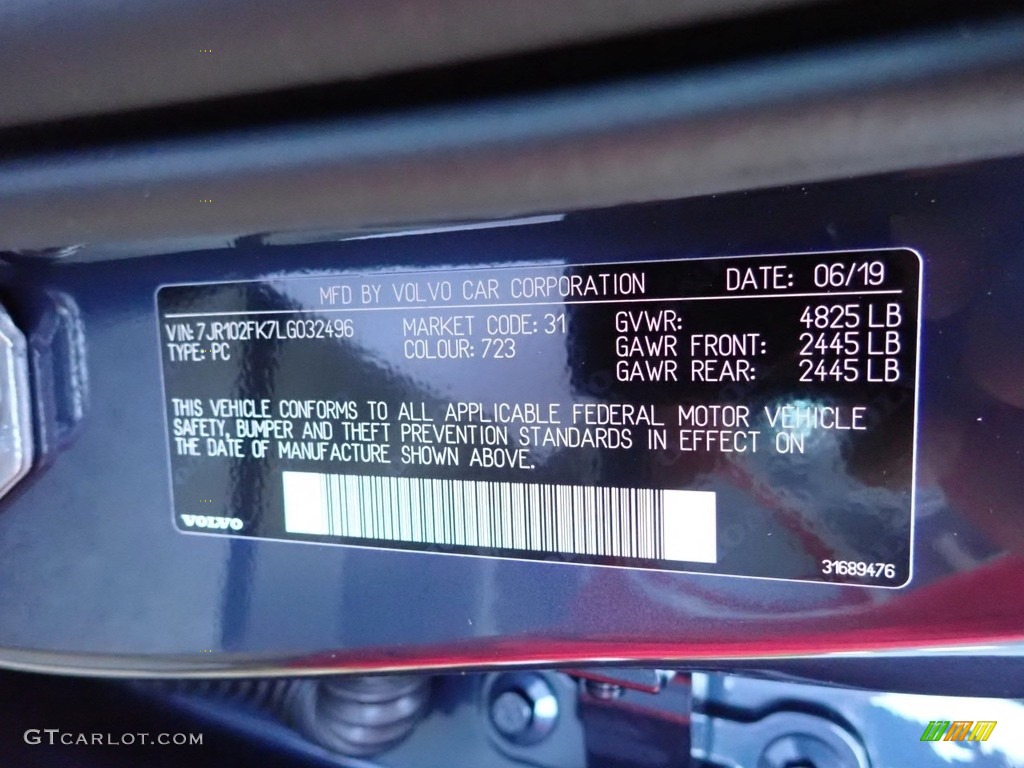 MFD BY VOLVO CAR CORPORATION DATE: 06/19
VIN: 7JR102FK7LG032496 MARKET CODE: 31 GVWR: 4825 LB
TYPE: PC COLOUR: 723 GAWR FRONT: 2445 LB
GAWR REAR: 2445 LB
THIS VEHICLE CONFORMS TO ALL APPLICABLE FEDERAL MOTOR VEHICLE
SAFETY, BUMPER AND THEFT PREVENTION STANDARDS IN EFFECT ON
THE DATE OF MANUFACTURE SHOWN ABOVE.
VOLVO
31689476
GTCARLOT.COM